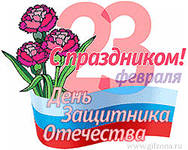 23
С праздником!
февраля
День
Защитника
Отечества
www.gifzona.ru